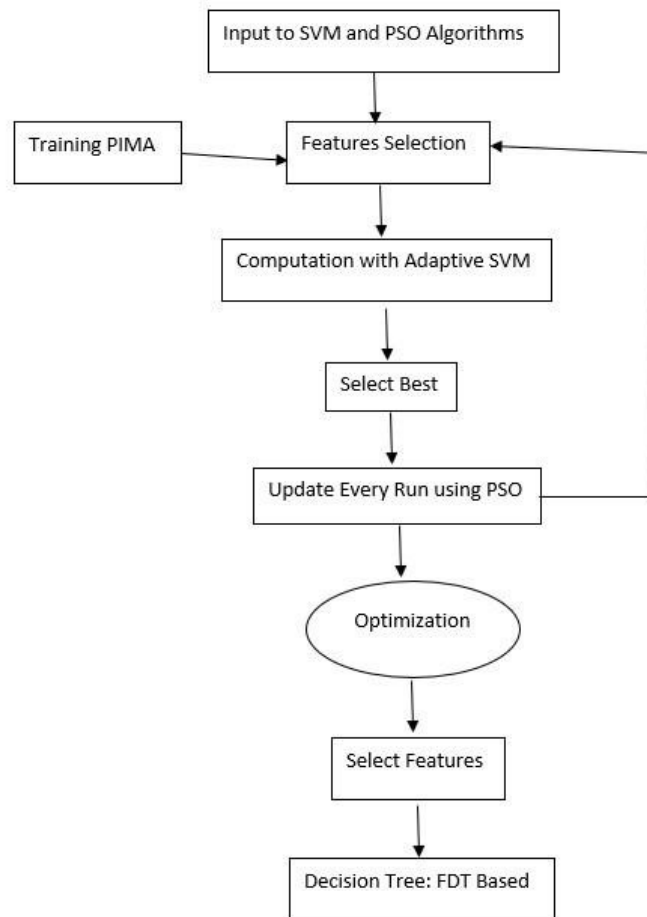 Input to SVM and PSO Algorithms
Training PIMA
Features Selection
Computation with Adaptive SVM
Select Best
Update Every Run using PSO
Optimization
Select Features
Decision Tree: FDT Based